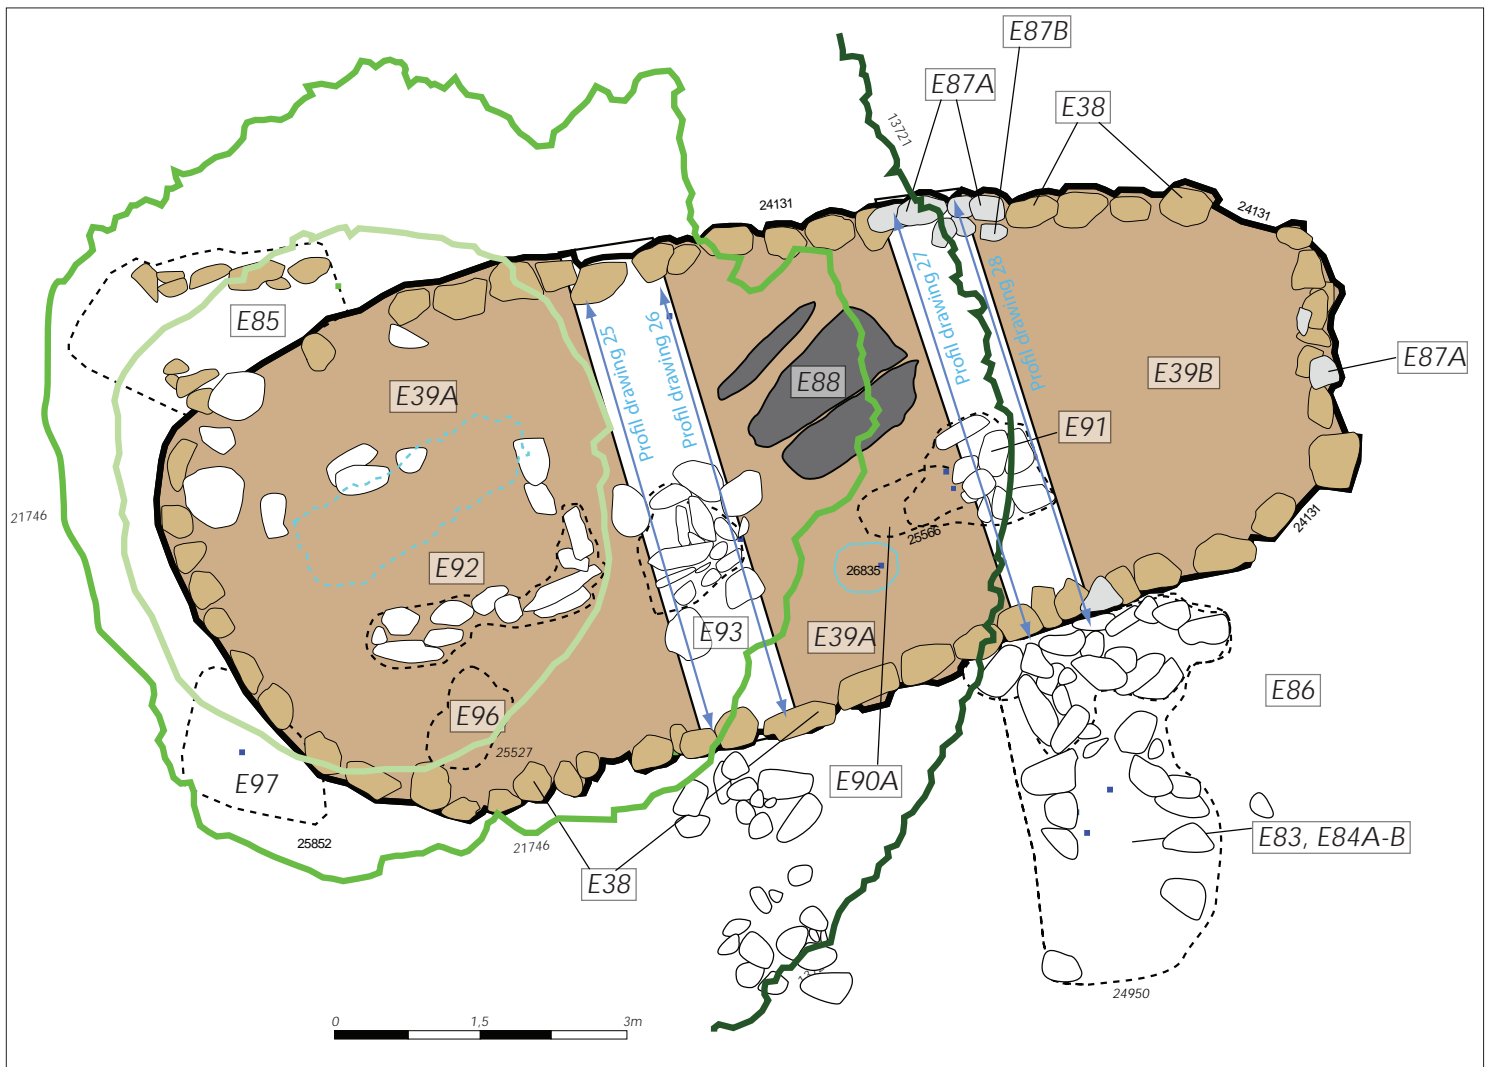 E87B
E87A
E38
13721
24131
24131
E85
Profil drawing 25
Profil drawing 26
Profil drawing 27
Profil drawing 28
E39A
E88
E39B
E87A
E91
21746
25566
24131
E92
26835
E93
E39A
E86
E96
25527
E97
E90A
25852
21746
E83, E84A-B
E38
24950
0 1,5 3m